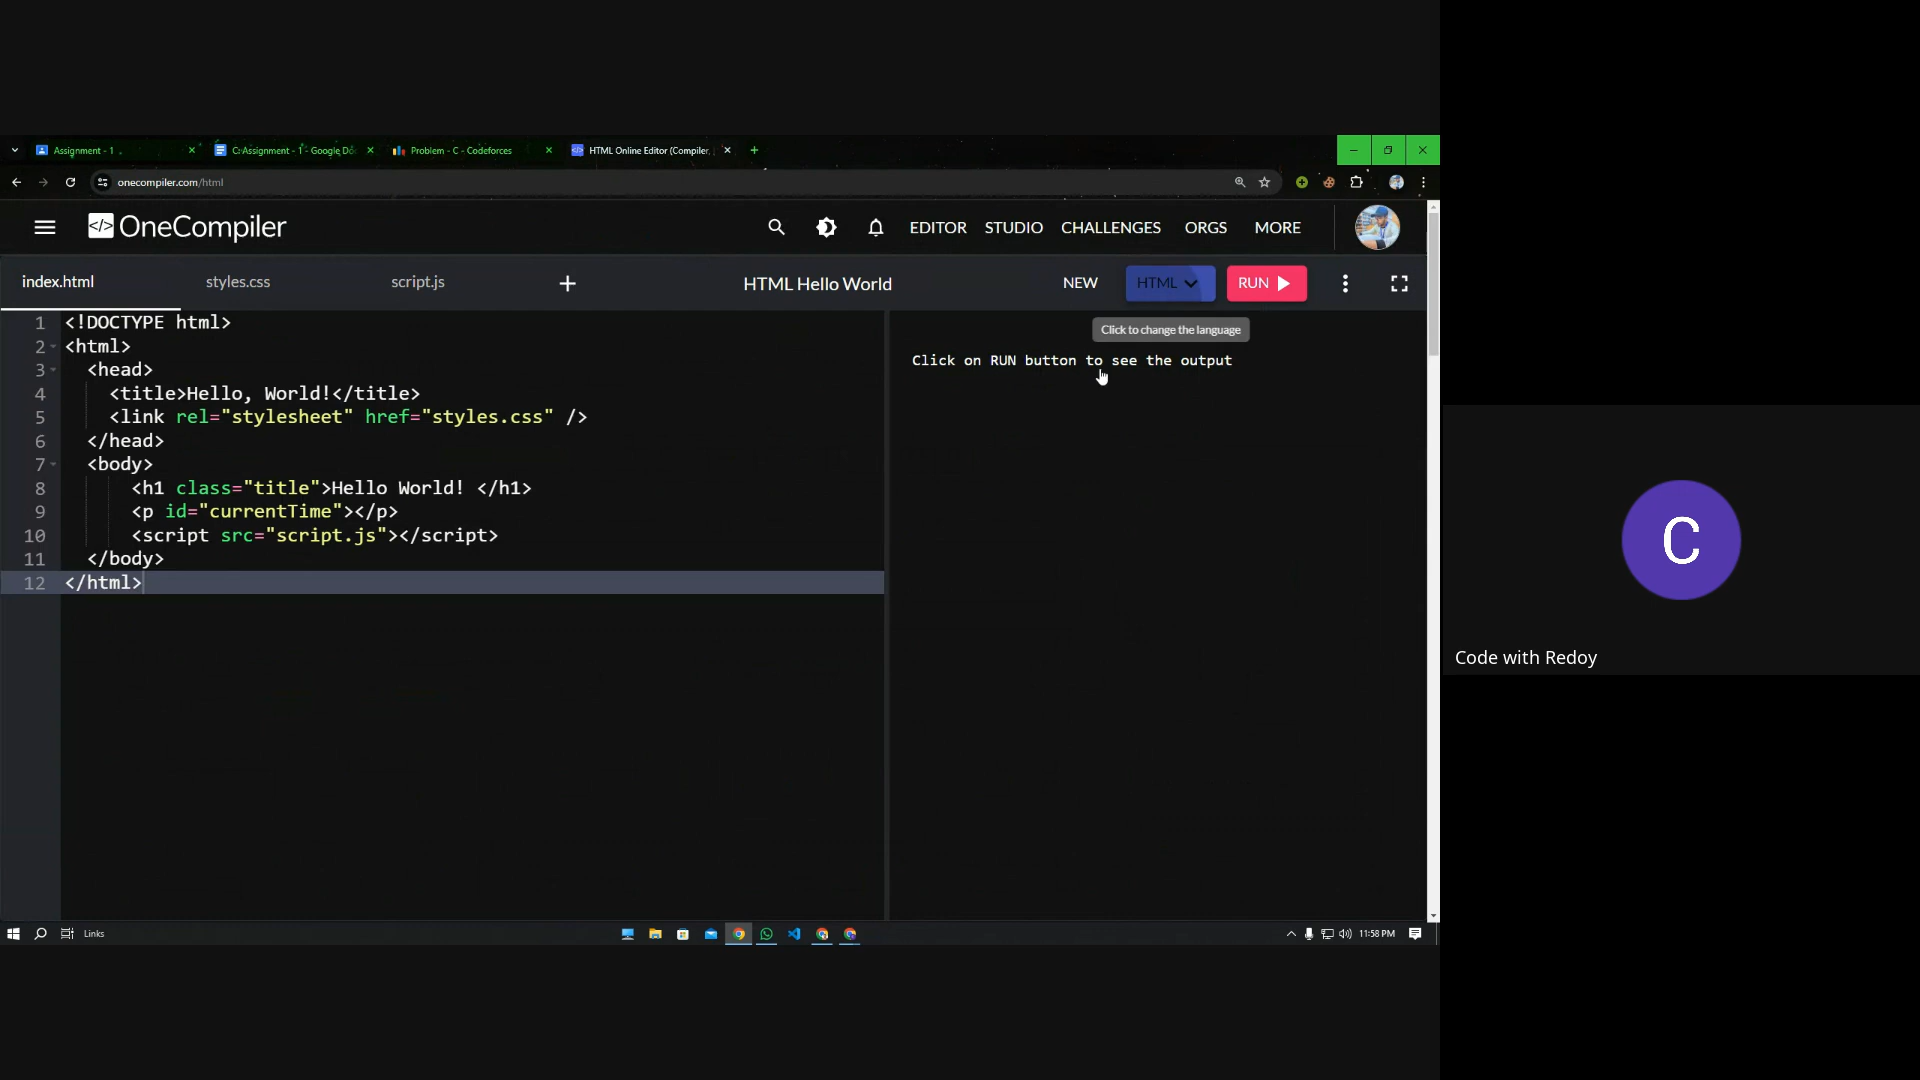 Assignment - 1
C:Assignment - 1 - Google Do
Problem - C - Codeforces
HTML Online Editor (Compiler,
onecompiler.com/html
</> OneCompiler
EDITOR STUDIO CHALLENGES ORGS MORE
index.html
styles.css
script.js
+
HTML Hello World
NEW
HTML
RUN
Click to change the language
1 <!DOCTYPE html>
2 <html>
3 <head>
4 <title>Hello, World!</title>
5 <link rel="stylesheet" href="styles.css" />
6 </head>
7 <body>
8 <h1 class="title">Hello World! </h1>
9 <p id="currentTime"></p>
10 <script src="script.js"></script>
11 </body>
12 </html>
Click on RUN button to see the output
C
Code with Redoy
Links
11:58 PM